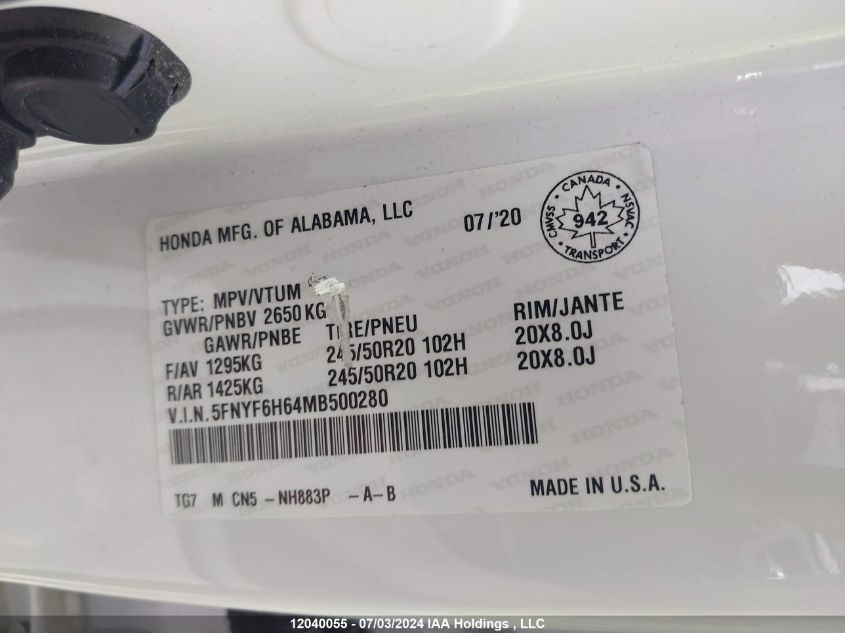 HONDA MFG. OF ALABAMA, LLC
07/'20
CANADA
CMVSS
942
NSVAC
TRANSPORT
TYPE: MPV/VTUM
GVWR/PNBV 2650KG
GAWR/PNBE TIRE/PNEU RIM/JANTE
F/AV 1295KG 245/50R20 102H 20X8.0J
R/AR 1425KG 245/50R20 102H 20X8.0J
V.I.N. 5FNYF6H64MB500280
TG7 M CN5 -NH883P -A-B
MADE IN U.S.A.
12040055 - 07/03/2024 IAA Holdings , LLC